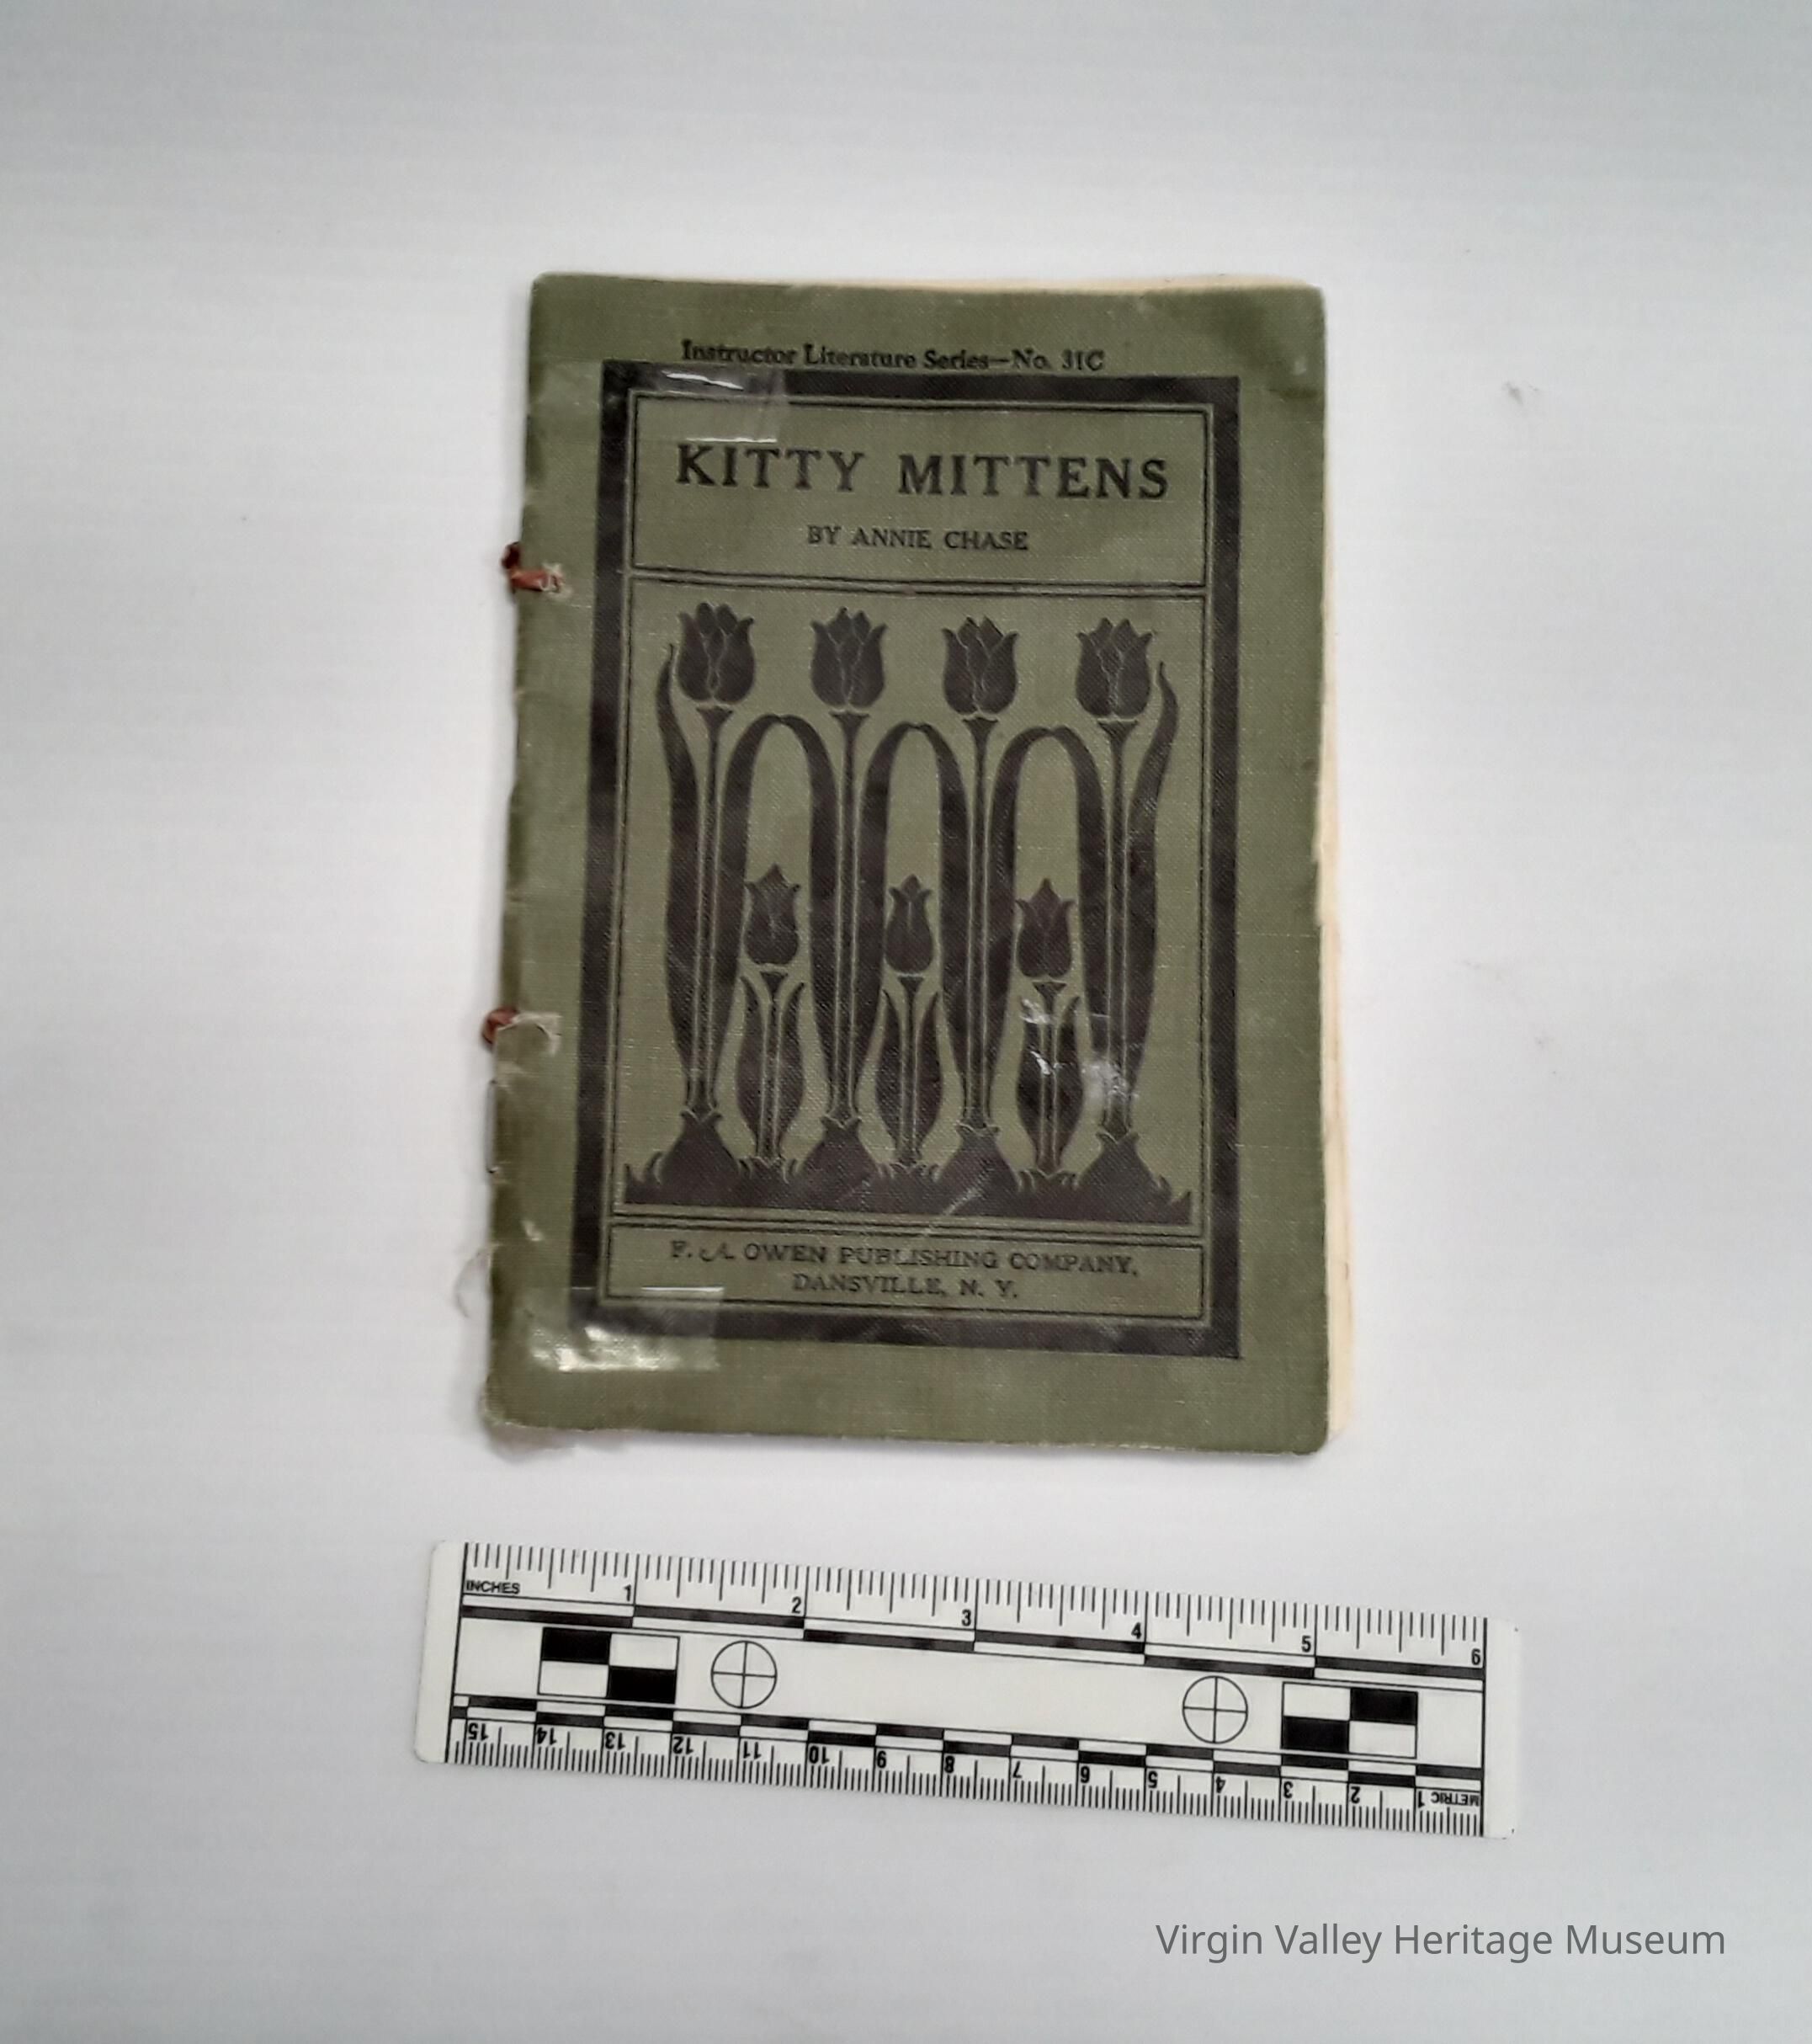 Instructor Literature Series—No. 31C
KITTY MITTENS
BY ANNIE CHASE
F. A. OWEN PUBLISHING COMPANY,
DANSVILLE, N. Y.
INCHES 1 2 3 4 5 6
15 14 13 12 11 10 9 8 7 6 5 4 3 2 1 METRIC
Virgin Valley Heritage Museum